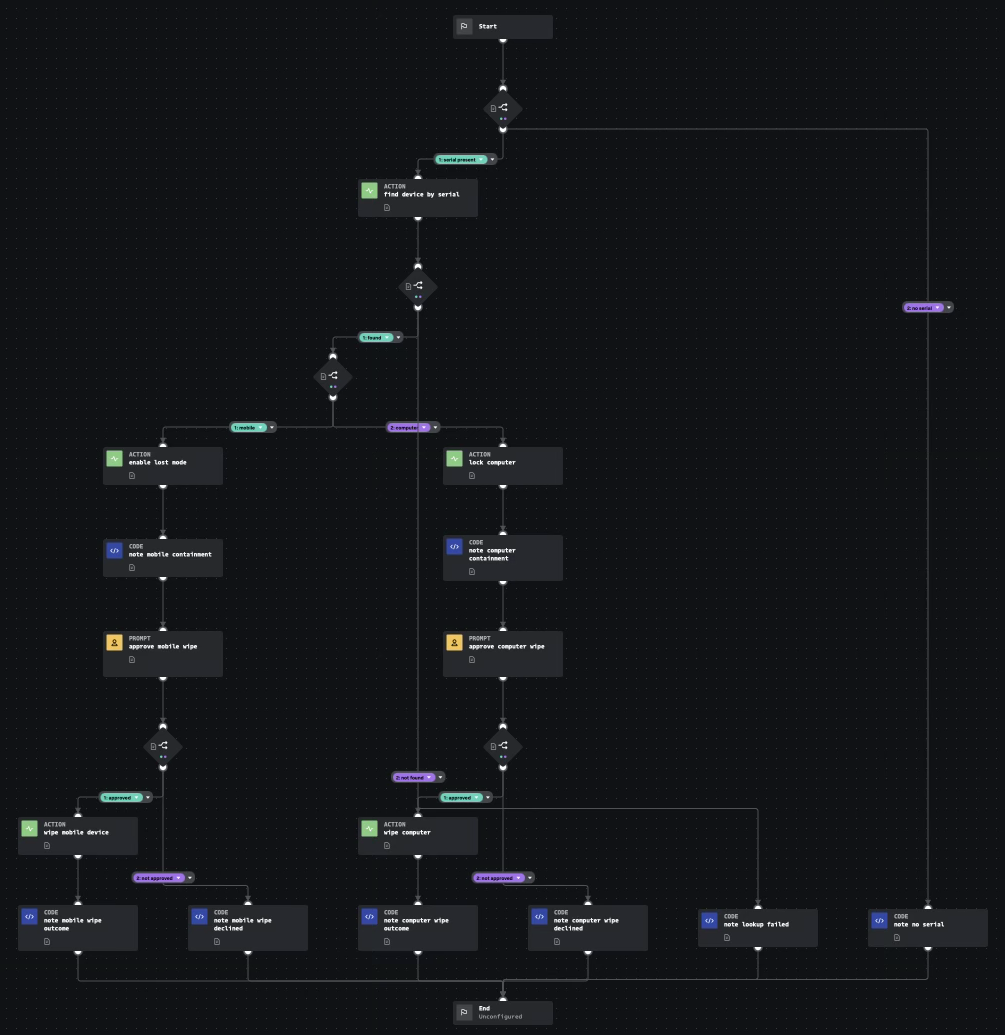 Start
1: serial present
ACTION
find device by serial
2: no serial
1: found
1: mobile
2: computer
ACTION
enable lost mode
ACTION
lock computer
CODE
note mobile containment
CODE
note computer
containment
PROMPT
approve mobile wipe
PROMPT
approve computer wipe
2: not found
1: approved
1: approved
ACTION
wipe mobile device
ACTION
wipe computer
2: not approved
2: not approved
CODE
note mobile wipe
outcome
CODE
note mobile wipe
declined
CODE
note computer wipe
outcome
CODE
note computer wipe
declined
CODE
note lookup failed
CODE
note no serial
End
Unconfigured